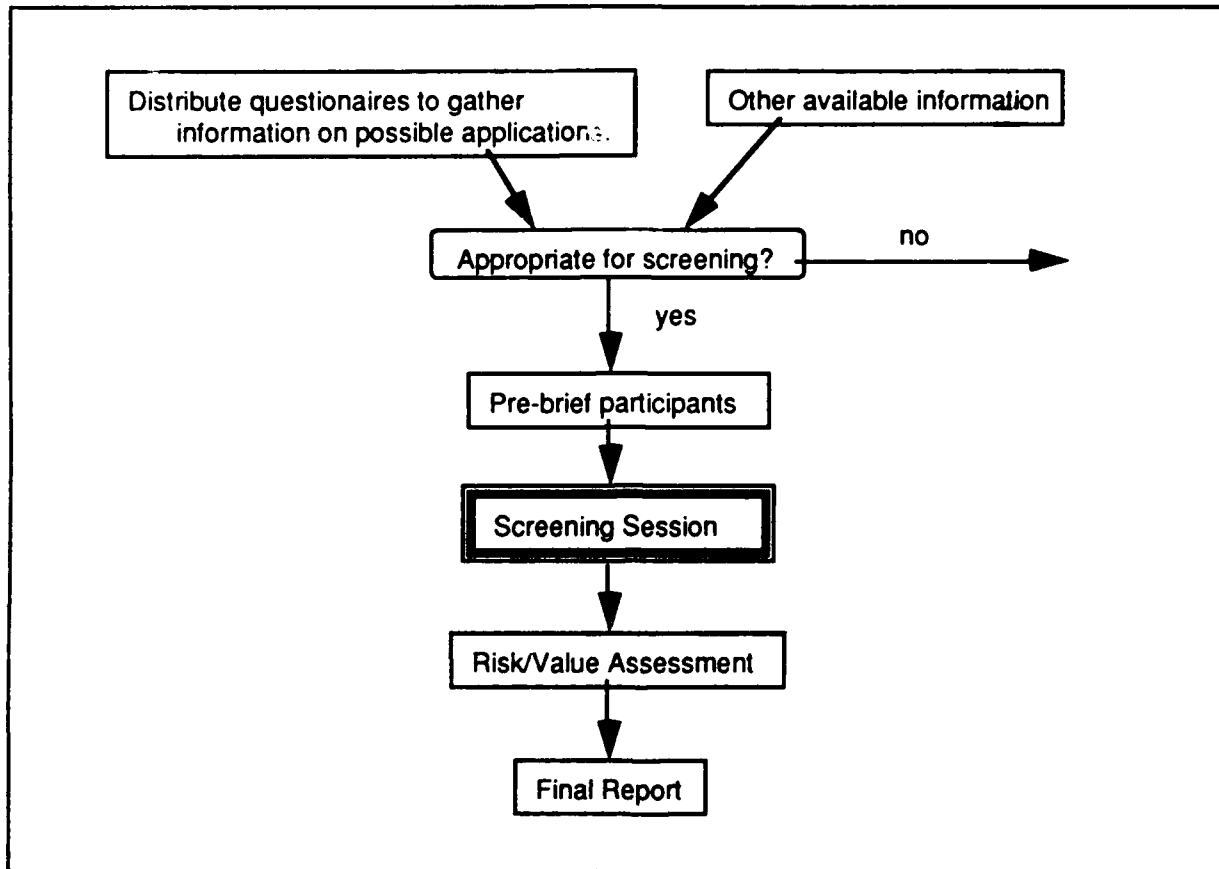 Distribute questionaires to gather
information on possible applications.
Other available information
Appropriate for screening?
no
yes
Pre-brief participants
Screening Session
Risk/Value Assessment
Final Report